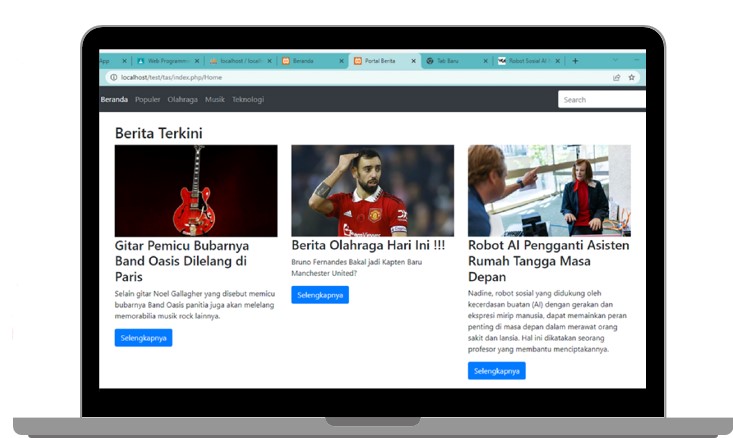 App
Web Programm
localhost / local
Beranda
Portal Berita
Tab Baru
Robot Sosial AI
localhost/test/tas/index.php/Home
Beranda Populer Olahraga Musik Teknologi
Search
Berita Terkini
Gitar Pemicu Bubarnya
Band Oasis Dilelang di
Paris
Selain gitar Noel Gallagher yang disebut memicu
bubarnya Band Oasis panitia juga akan melelang
memorabilia musik rock lainnya.
Selengkapnya
Berita Olahraga Hari Ini !!!
Bruno Fernandes Bakal jadi Kapten Baru
Manchester United?
Selengkapnya
Robot AI Pengganti Asisten
Rumah Tangga Masa
Depan
Nadine, robot sosial yang didukung oleh
kecerdasan buatan (AI) dengan gerakan dan
ekspresi mirip manusia, dapat memainkan peran
penting di masa depan dalam merawat orang
sakit dan lansia. Hal ini dikatakan seorang
profesor yang membantu menciptakannya.
Selengkapnya